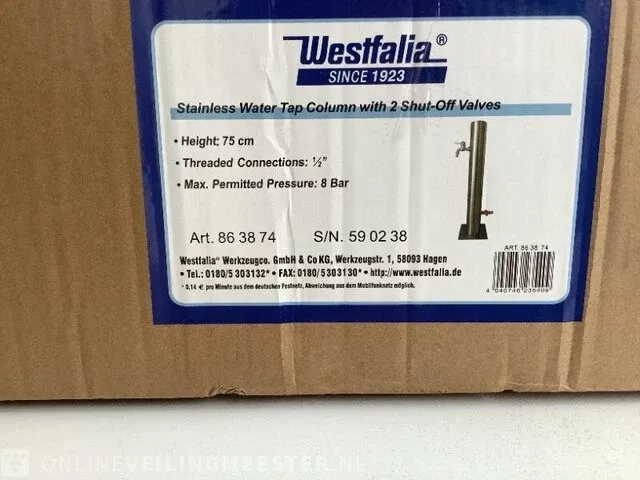 Westfalia®
SINCE 1923
Stainless Water Tap Column with 2 Shut-Off Valves
• Height: 75 cm
• Threaded Connections: ½"
• Max. Permitted Pressure: 8 Bar
Art. 86 38 74 S/N. 59 02 38
ART. 86 38 74
Westfalia® Werkzeugco. GmbH & Co KG, Werkzeugstr. 1, 58093 Hagen
• Tel.: 0180/5 303132* • FAX: 0180/5303130* • http://www.westfalia.de
* 0,14 € pro Minute aus dem deutschen Festnetz, Abweichung aus dem Mobilfunknetz möglich.
4 040746 235409
ONLINEVEILINGMEESTER.NL